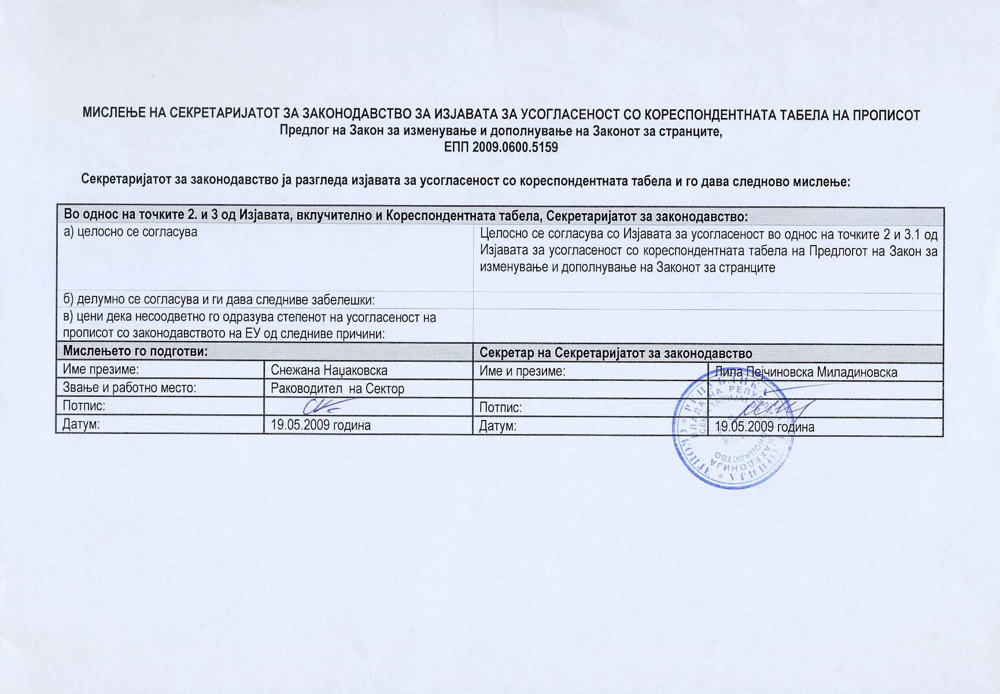 МИСЛЕЊЕ НА СЕКРЕТАРИЈАТОТ ЗА ЗАКОНОДАВСТВО ЗА ИЗЈАВАТА ЗА УСОГЛАСЕНОСТ СО КОРЕСПОНДЕНТНАТА ТАБЕЛА НА ПРОПИСОТ
Предлог на Закон за изменување и дополнување на Законот за странците,
ЕПП 2009.0600.5159
Секретаријатот за законодавство ја разгледа изјавата за усогласеност со кореспондентната табела и го дава следново мислење:
Во однос на точките 2. и 3 од Изјавата, вклучително и Кореспондентната табела, Секретаријатот за законодавство:
а) целосно се согласува
Целосно се согласува со Изјавата за усогласеност во однос на точките 2 и 3.1 од
Изјавата за усогласеност со кореспондентната табела на Предлогот на Закон за
изменување и дополнување на Законот за странците
б) делумно се согласува и ги дава следниве забелешки:
в) цени дека несоодветно го одразува степенот на усогласеност на
прописот со законодавството на ЕУ од следниве причини:
Мислењето го подготви:
Секретар на Секретаријатот за законодавство
Име презиме:
Снежана Наџаковска
Име и презиме:
Лила Пејчиновска Миладиновска
Звање и работно место:
Раководител на Сектор
Потпис:
Потпис:
Датум:
19.05.2009 година
Датум:
19.05.2009 година